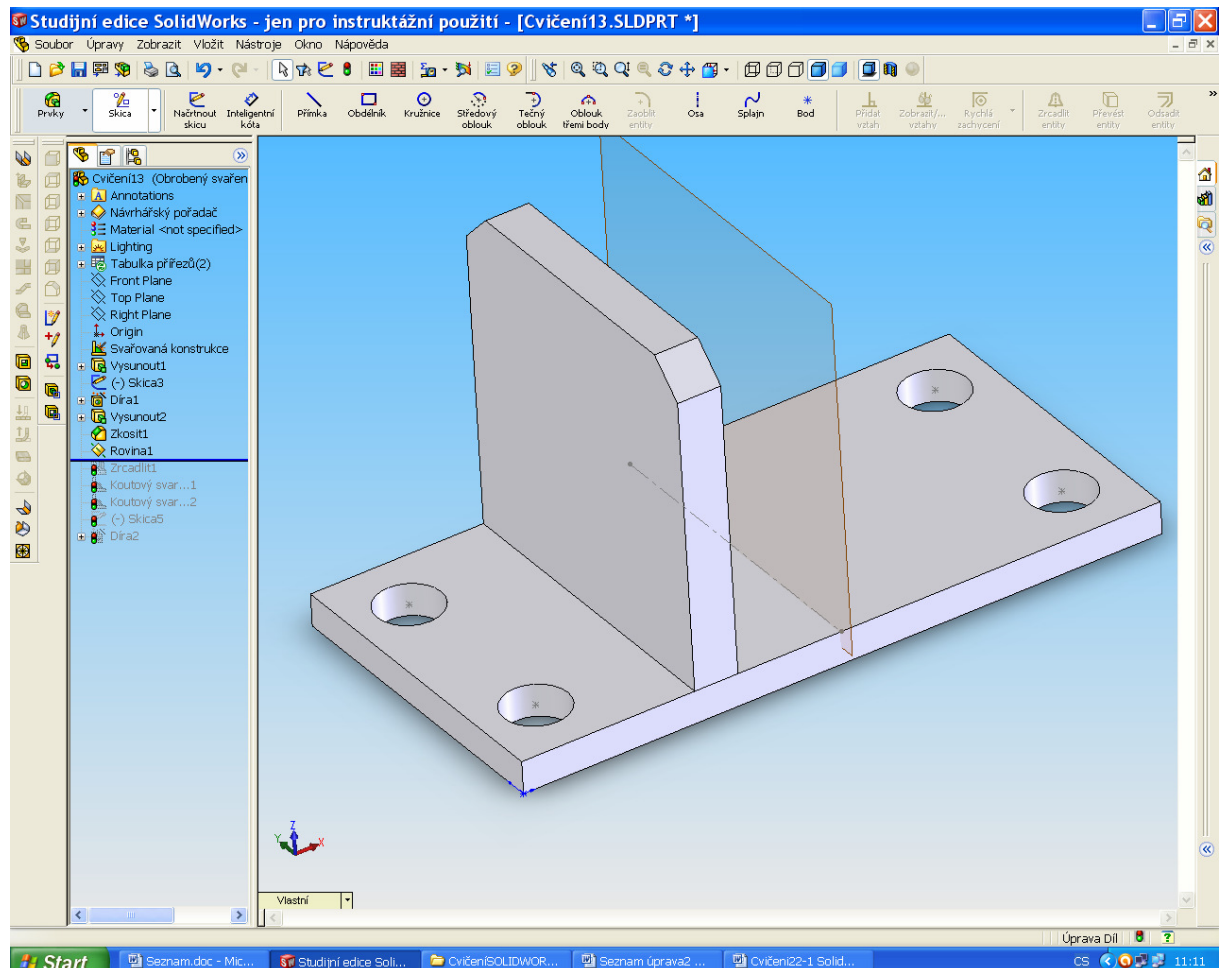 Studijní edice SolidWorks - jen pro instruktážní použití - [Cvičení13.SLDPRT *]
Soubor Úpravy Zobrazit Vložit Nástroje Okno Nápověda
Prvky Skica Načrtnout skicu Inteligentní kóta Přímka Obdélník Kružnice Středový oblouk Tečný oblouk Oblouk třemi body Zaoblit entity Osa Splajn Bod Přidat vztah Zobrazit/... vztahy Rychlá zachycení Zrcadlit entity Převést entity Odsadit entity
Cvičení13 (Obrobený svařen
Annotations
Návrhářský pořadač
Material <not specified>
Lighting
Tabulka přířezů(2)
Front Plane
Top Plane
Right Plane
Origin
Svařovaná konstrukce
Vysunout1
(-) Skica3
Díra1
Vysunout2
Zkosit1
Rovina1
Zrcadlit1
Koutový svar...1
Koutový svar...2
(-) Skica5
Díra2
Z
Y X
Vlastní
Úprava Díl
Start Seznam.doc - Mic... Studijní edice Soli... CvičeníSOLIDWOR... Seznam úprava2 ... Cvičeni22-1 Solid... CS 11:11